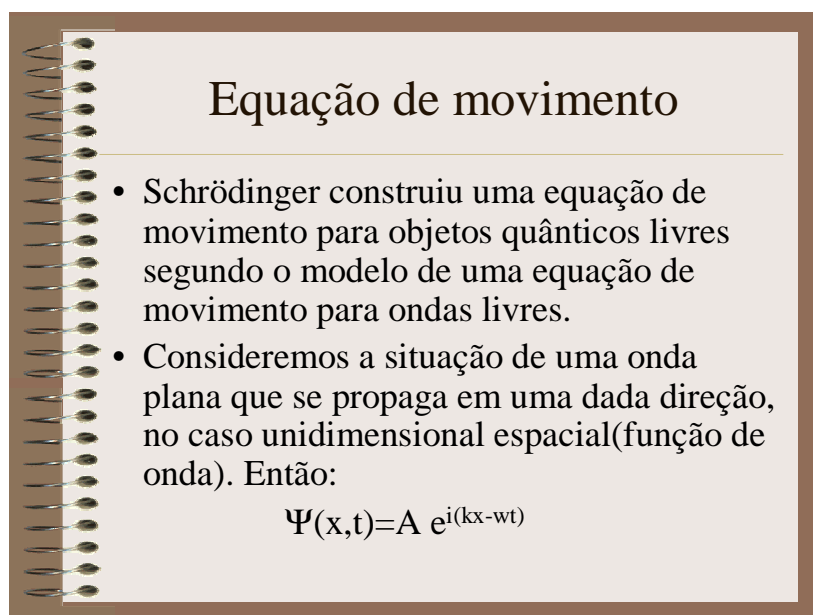 Equação de movimento
• Schrödinger construiu uma equação de
movimento para objetos quânticos livres
segundo o modelo de uma equação de
movimento para ondas livres.
• Consideremos a situação de uma onda
plana que se propaga em uma dada direção,
no caso unidimensional espacial(função de
onda). Então:
Ψ(x,t)=A e^{i(kx-wt)}